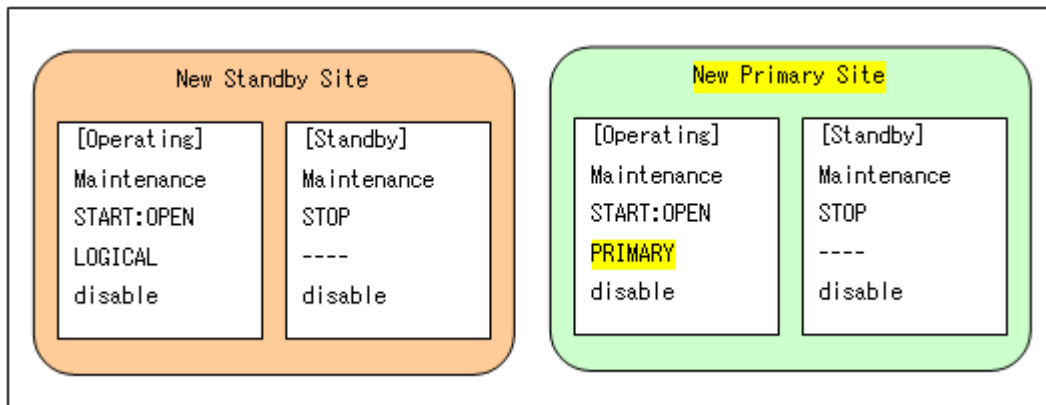 New Standby Site
[Operating]
Maintenance
START:OPEN
LOGICAL
disable
[Standby]
Maintenance
STOP
----
disable
New Primary Site
[Operating]
Maintenance
START:OPEN
PRIMARY
disable
[Standby]
Maintenance
STOP
----
disable